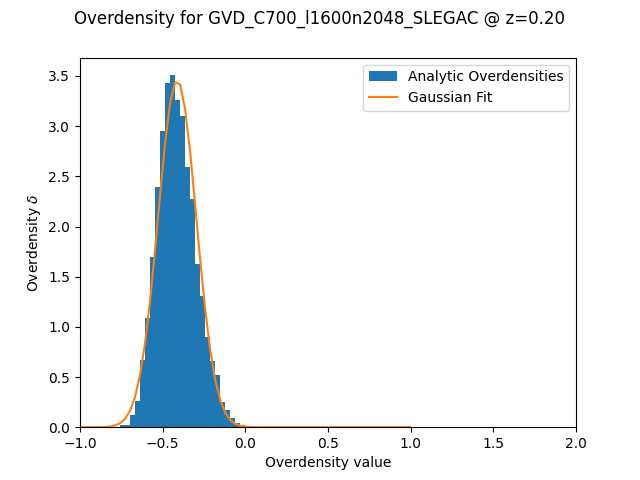 Overdensity for GVD_C700_l1600n2048_SLEGAC @ z=0.20
Analytic Overdensities
Gaussian Fit
Overdensity δ
3.5
3.0
2.5
2.0
1.5
1.0
0.5
0.0
−1.0 −0.5 0.0 0.5 1.0 1.5 2.0
Overdensity value